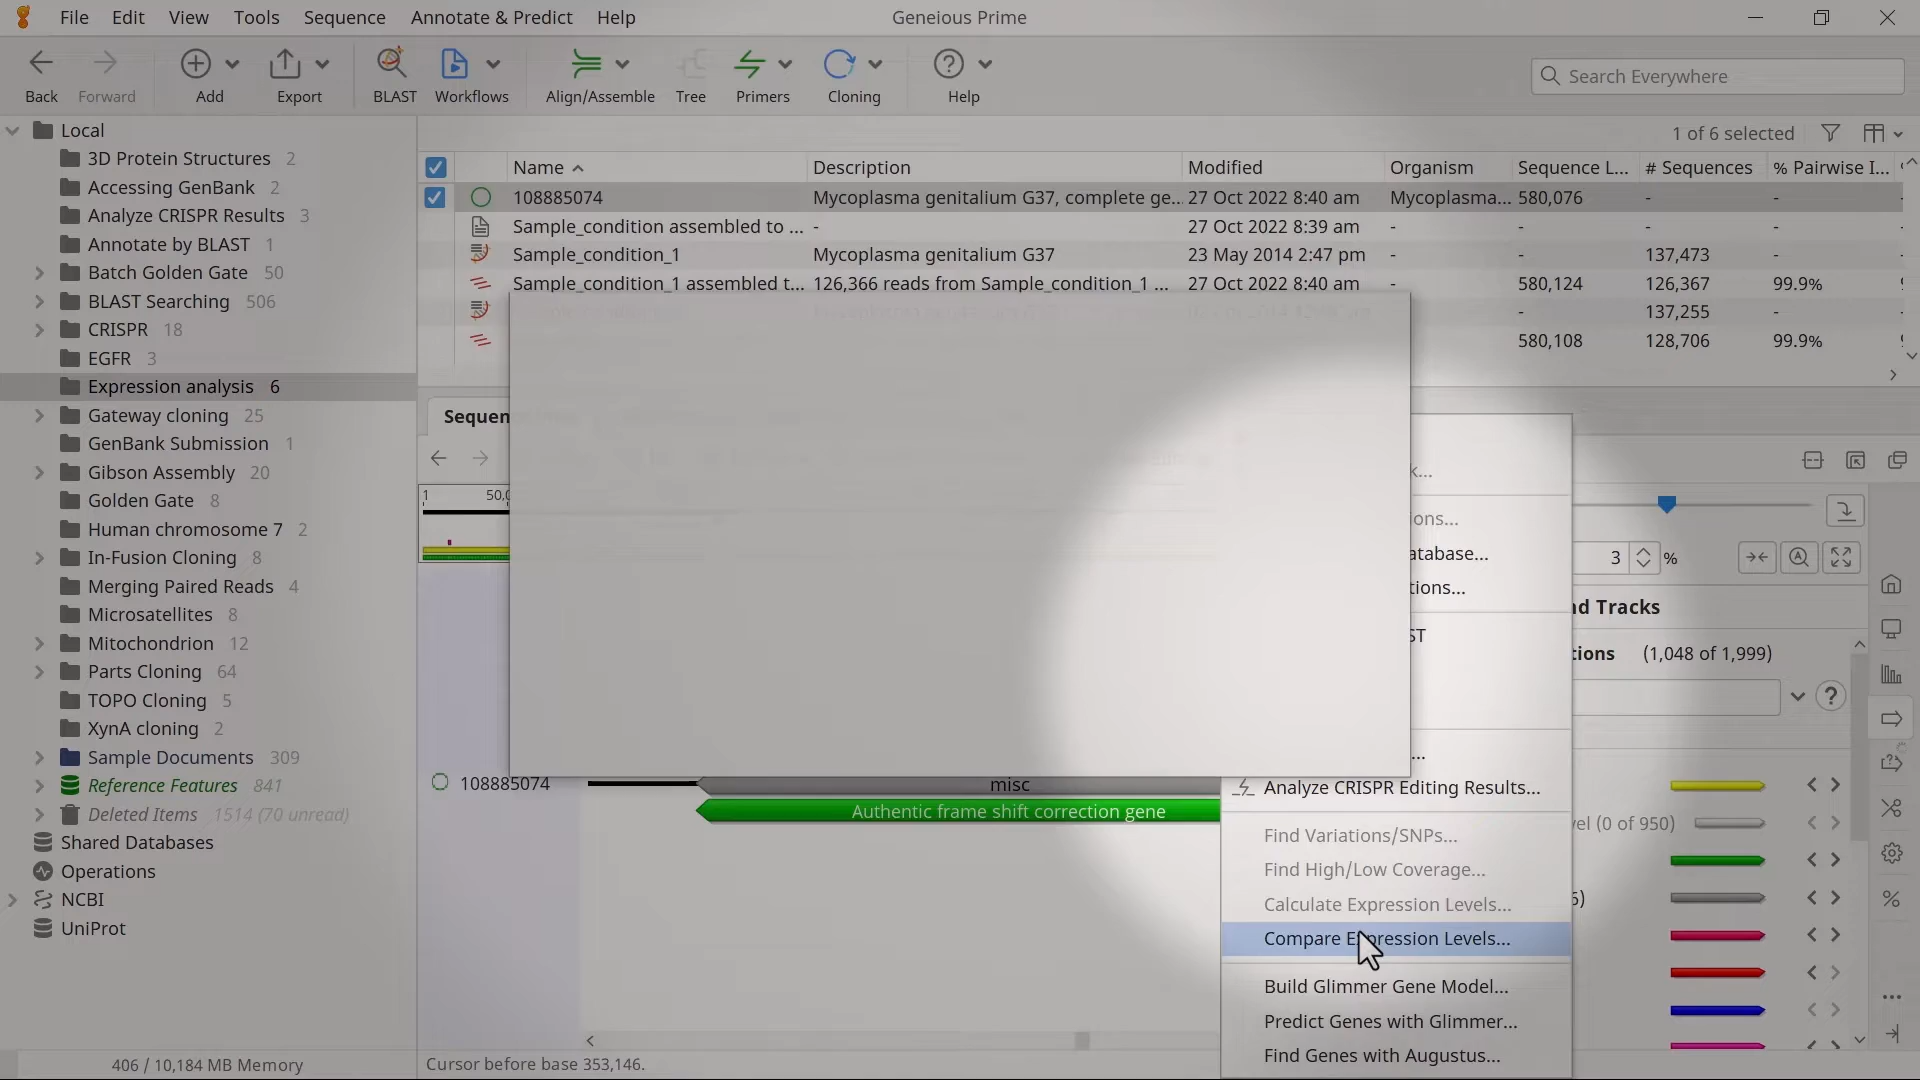 File Edit View Tools Sequence Annotate & Predict Help Geneious Prime
Back Forward Add Export BLAST Workflows Align/Assemble Tree Primers Cloning Help Search Everywhere
1 of 6 selected
Name Description Modified Organism Sequence L... # Sequences % Pairwise I...
108885074 Mycoplasma genitalium G37, complete ge... 27 Oct 2022 8:40 am Mycoplasma... 580,076 - -
Sample_condition assembled to ... - 27 Oct 2022 8:39 am - - - -
Sample_condition_1 Mycoplasma genitalium G37 23 May 2014 2:47 pm - - 137,473 -
Sample_condition_1 assembled t... 126,366 reads from Sample_condition_1 ... 27 Oct 2022 8:40 am - 580,124 126,367 99.9%
- 137,255 -
580,108 128,706 99.9%
Local
3D Protein Structures 2
Accessing GenBank 2
Analyze CRISPR Results 3
Annotate by BLAST 1
Batch Golden Gate 50
BLAST Searching 506
CRISPR 18
EGFR 3
Expression analysis 6
Gateway cloning 25
GenBank Submission 1
Gibson Assembly 20
Golden Gate 8
Human chromosome 7 2
In-Fusion Cloning 8
Merging Paired Reads 4
Microsatellites 8
Mitochondrion 12
Parts Cloning 64
TOPO Cloning 5
XynA cloning 2
Sample Documents 309
Reference Features 841
Deleted Items 1514 (70 unread)
Shared Databases
Operations
NCBI
UniProt
406 / 10,184 MB Memory
Sequen
1 50,0
k...
ions...
atabase...
tions...
ST
...
3 %
nd Tracks
tions (1,048 of 1,999)
vel (0 of 950)
6)
108885074 misc
Authentic frame shift correction gene
Analyze CRISPR Editing Results...
Find Variations/SNPs...
Find High/Low Coverage...
Calculate Expression Levels...
Compare Expression Levels...
Build Glimmer Gene Model...
Predict Genes with Glimmer...
Find Genes with Augustus...
Cursor before base 353,146.